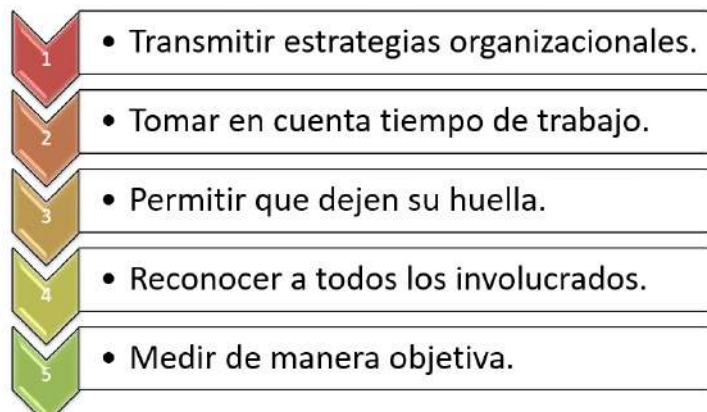 1
• Transmitir estrategias organizacionales.
2
• Tomar en cuenta tiempo de trabajo.
3
• Permitir que dejen su huella.
4
• Reconocer a todos los involucrados.
5
• Medir de manera objetiva.